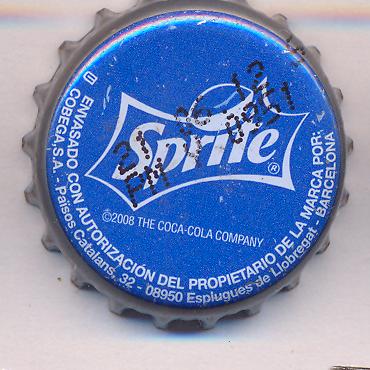 Sprite
®
©2008 THE COCA-COLA COMPANY
ENVASADO CON AUTORIZACIÓN DEL PROPIETARIO DE LA MARCA POR:
COBEGA,S.A. - Països Catalans, 32 - 08950 Esplugues de Llobregat - BARCELONA